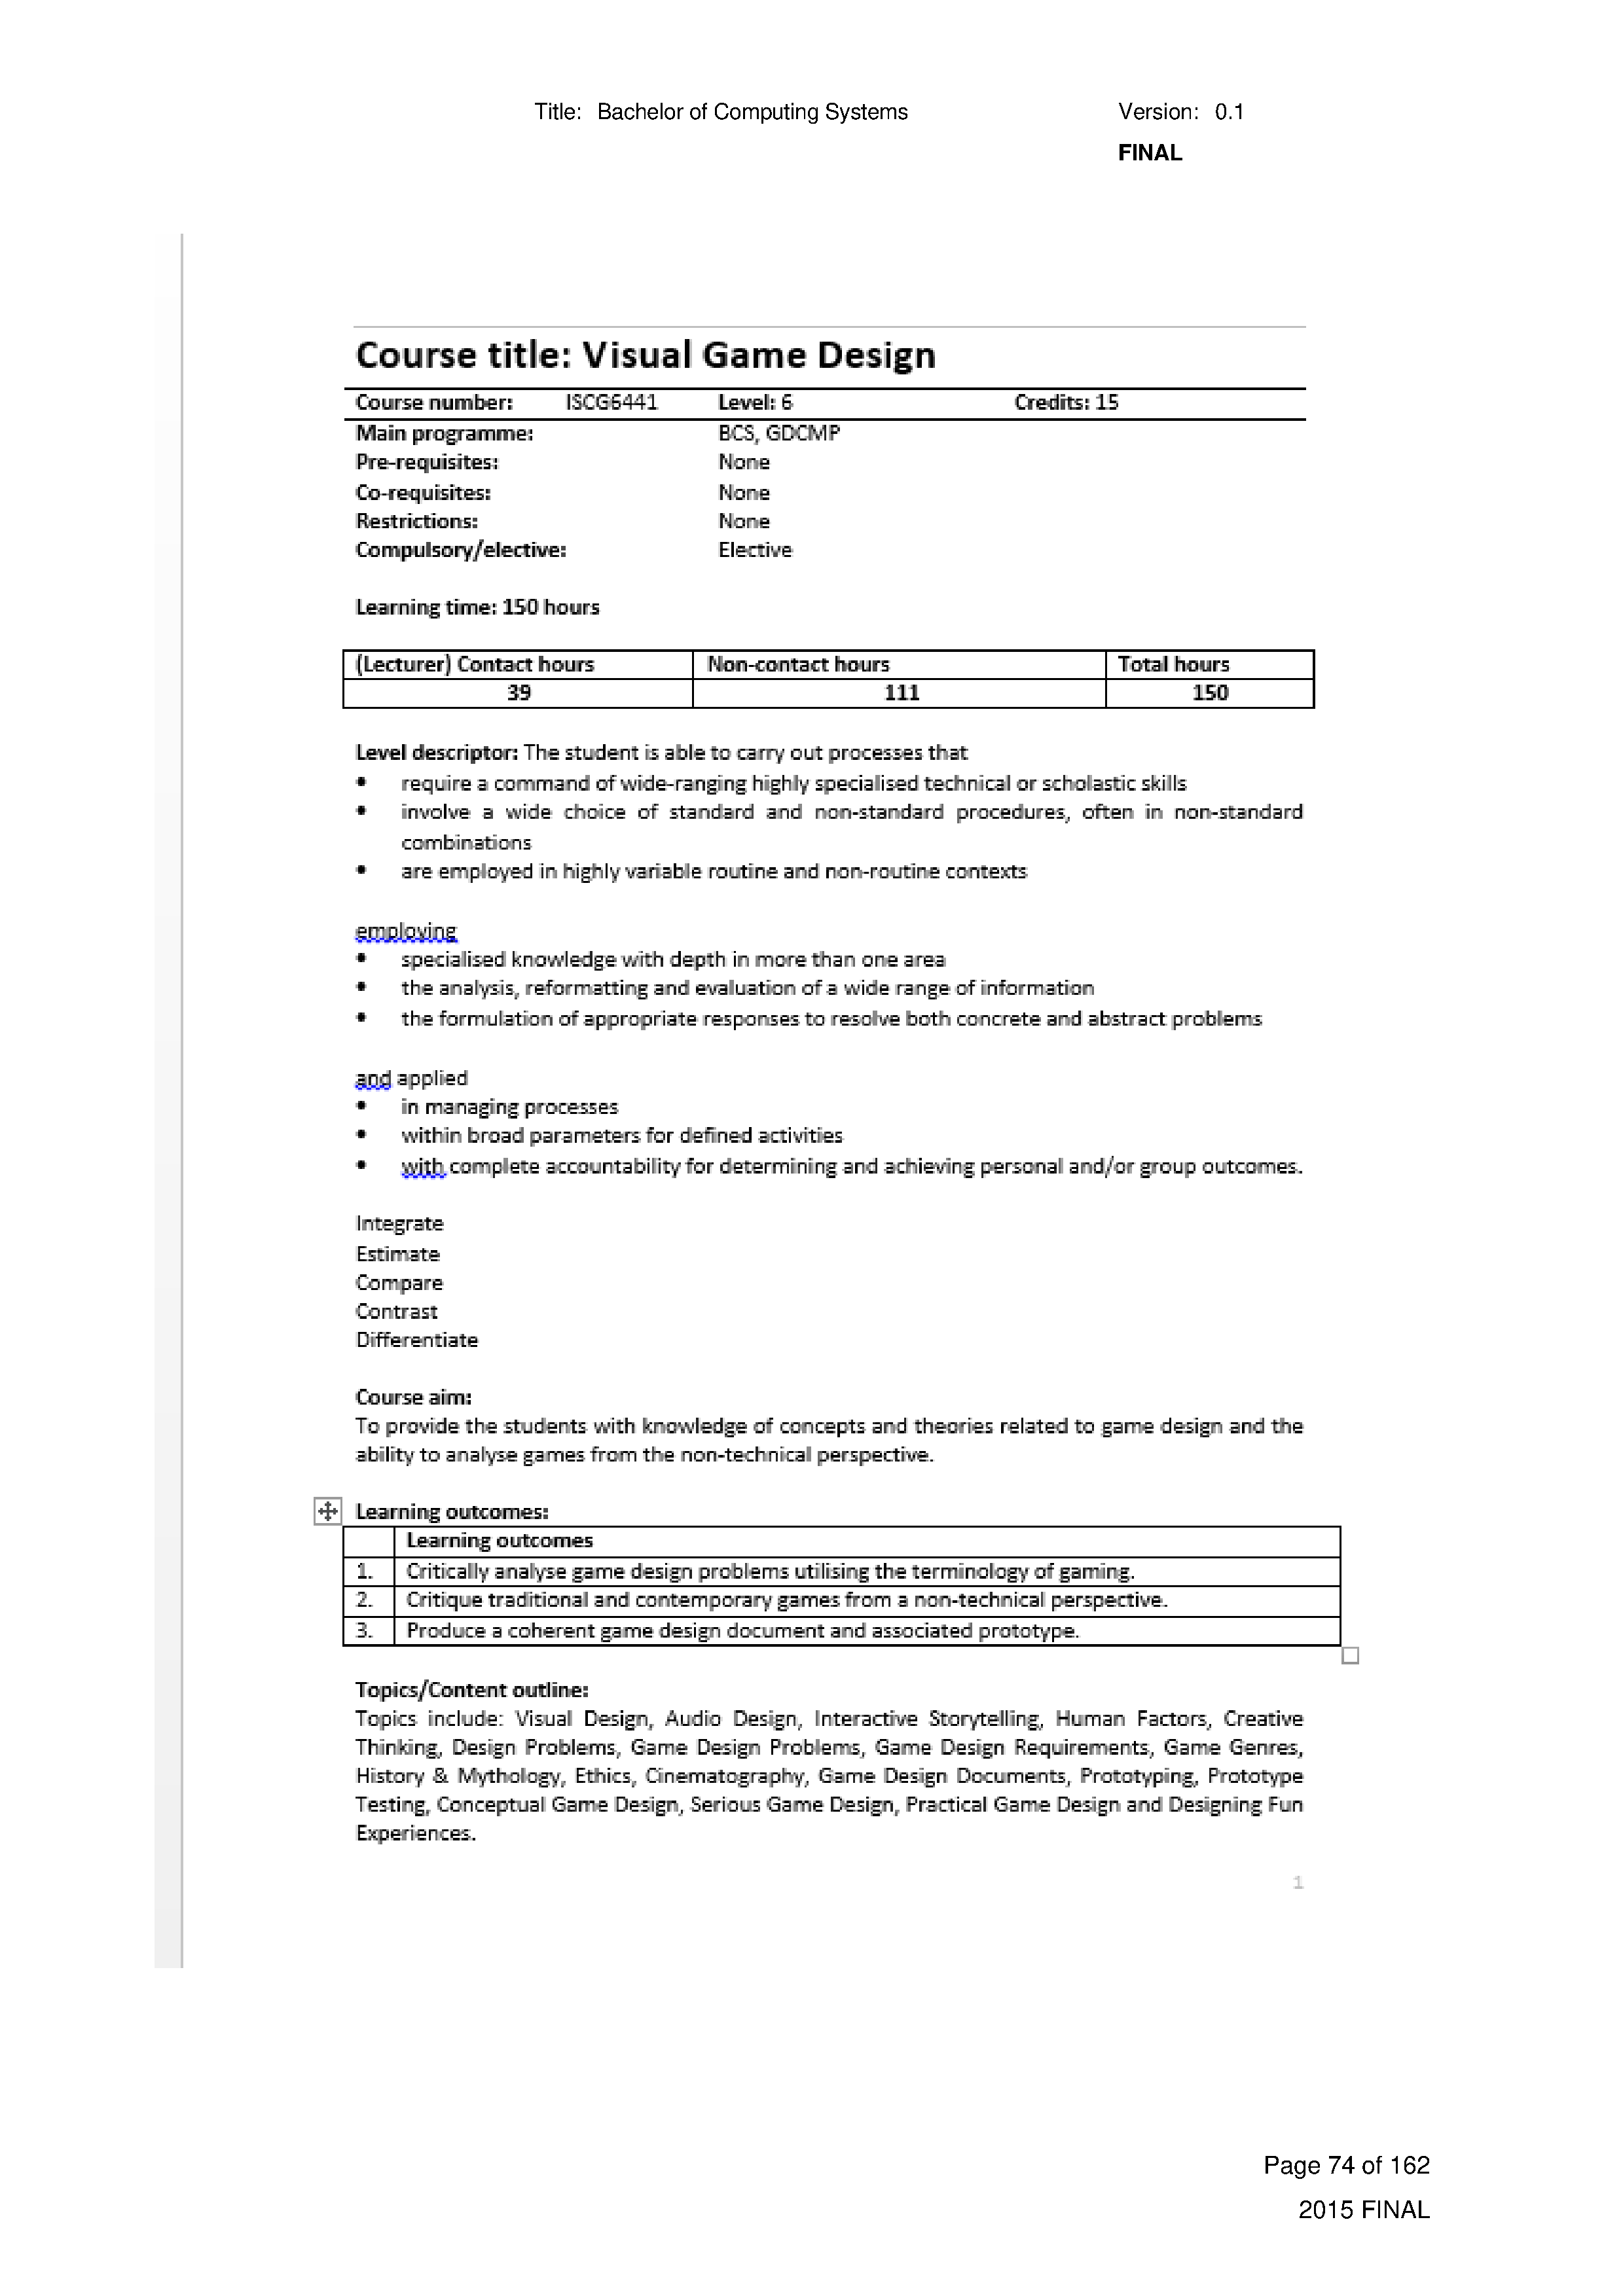 Title: Bachelor of Computing Systems Version: 0.1
FINAL
Course title: Visual Game Design
Course number: ISCG6441 Level: 6 Credits: 15
Main programme: BCS, GDCMP
Pre-requisites: None
Co-requisites: None
Restrictions: None
Compulsory/elective: Elective
Learning time: 150 hours
(Lecturer) Contact hours Non-contact hours Total hours
39 111 150
Level descriptor: The student is able to carry out processes that
• require a command of wide-ranging highly specialised technical or scholastic skills
• involve a wide choice of standard and non-standard procedures, often in non-standard
combinations
• are employed in highly variable routine and non-routine contexts
employing
• specialised knowledge with depth in more than one area
• the analysis, reformatting and evaluation of a wide range of information
• the formulation of appropriate responses to resolve both concrete and abstract problems
and applied
• in managing processes
• within broad parameters for defined activities
• with complete accountability for determining and achieving personal and/or group outcomes.
Integrate
Estimate
Compare
Contrast
Differentiate
Course aim:
To provide the students with knowledge of concepts and theories related to game design and the
ability to analyse games from the non-technical perspective.
Learning outcomes:
Learning outcomes
1. Critically analyse game design problems utilising the terminology of gaming.
2. Critique traditional and contemporary games from a non-technical perspective.
3. Produce a coherent game design document and associated prototype.
Topics/Content outline:
Topics include: Visual Design, Audio Design, Interactive Storytelling, Human Factors, Creative
Thinking, Design Problems, Game Design Problems, Game Design Requirements, Game Genres,
History & Mythology, Ethics, Cinematography, Game Design Documents, Prototyping, Prototype
Testing, Conceptual Game Design, Serious Game Design, Practical Game Design and Designing Fun
Experiences.
1
Page 74 of 162
2015 FINAL